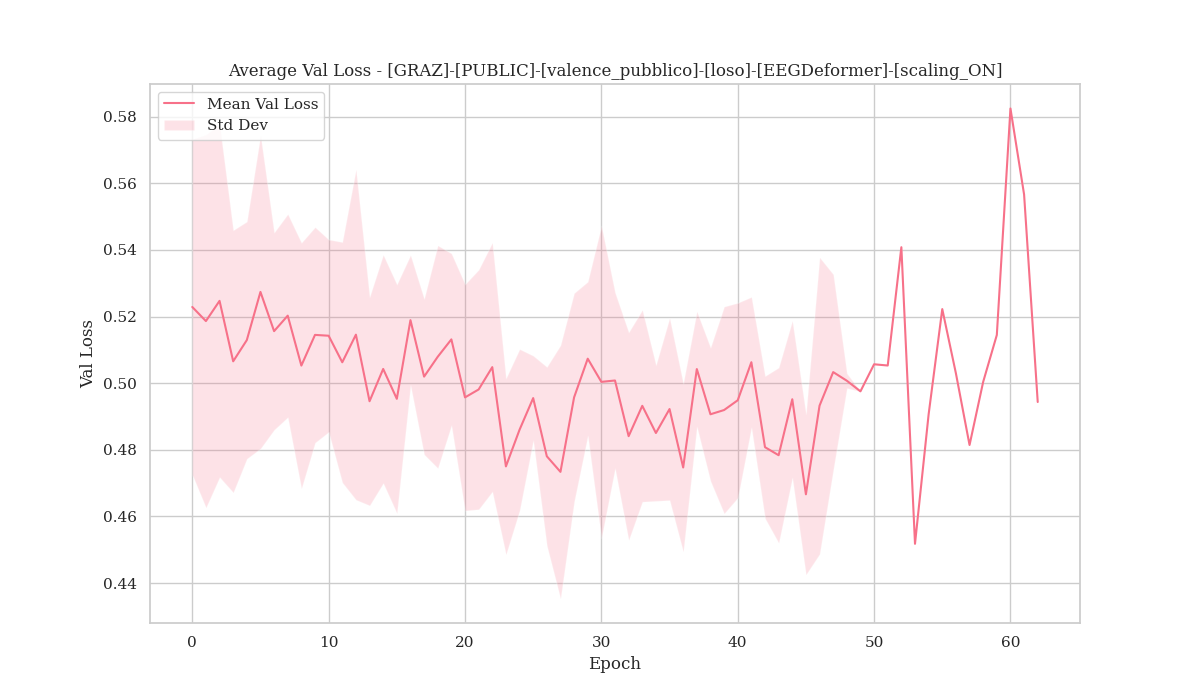 Average Val Loss - [GRAZ]-[PUBLIC]-[valence_pubblico]-[loso]-[EEGDeformer]-[scaling_ON]
Mean Val Loss
Std Dev
0.58
0.56
0.54
0.52
0.50
0.48
0.46
0.44
Val Loss
0 10 20 30 40 50 60
Epoch